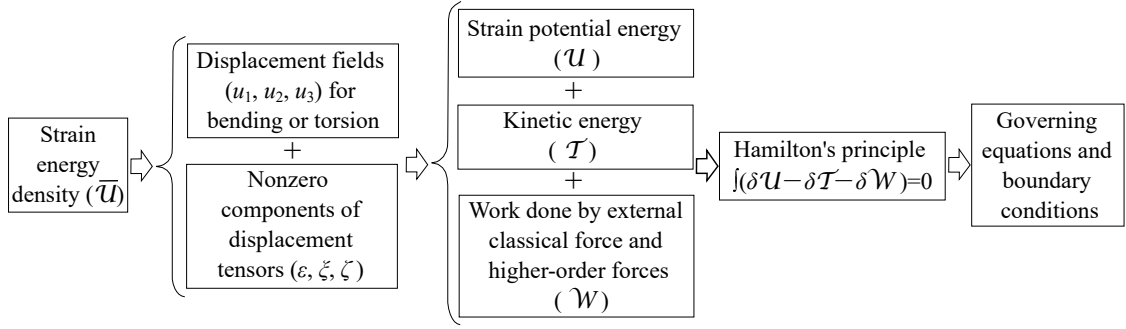 Strain
energy
density (𝒰̅)
Displacement fields
(u₁, u₂, u₃) for
bending or torsion
+
Nonzero
components of
displacement
tensors (ε, ξ, ζ)
Strain potential energy
(𝒰)
+
Kinetic energy
(𝒯)
+
Work done by external
classical force and
higher-order forces
(𝒲)
Hamilton's principle
∫(δ𝒰−δ𝒯−δ𝒲)=0
Governing
equations and
boundary
conditions